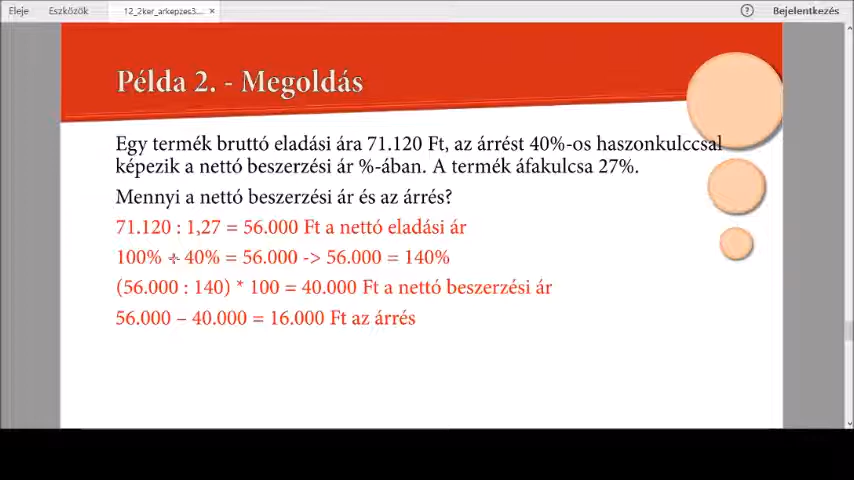 Eleje Eszközök 12_2ker_arkepzes3... × ? Bejelentkezés
Példa 2. - Megoldás
Egy termék bruttó eladási ára 71.120 Ft, az árrést 40%-os haszonkulccsal
képezik a nettó beszerzési ár %-ában. A termék áfakulcsa 27%.
Mennyi a nettó beszerzési ár és az árrés?
71.120 : 1,27 = 56.000 Ft a nettó eladási ár
100% + 40% = 56.000 -> 56.000 = 140%
(56.000 : 140) * 100 = 40.000 Ft a nettó beszerzési ár
56.000 – 40.000 = 16.000 Ft az árrés